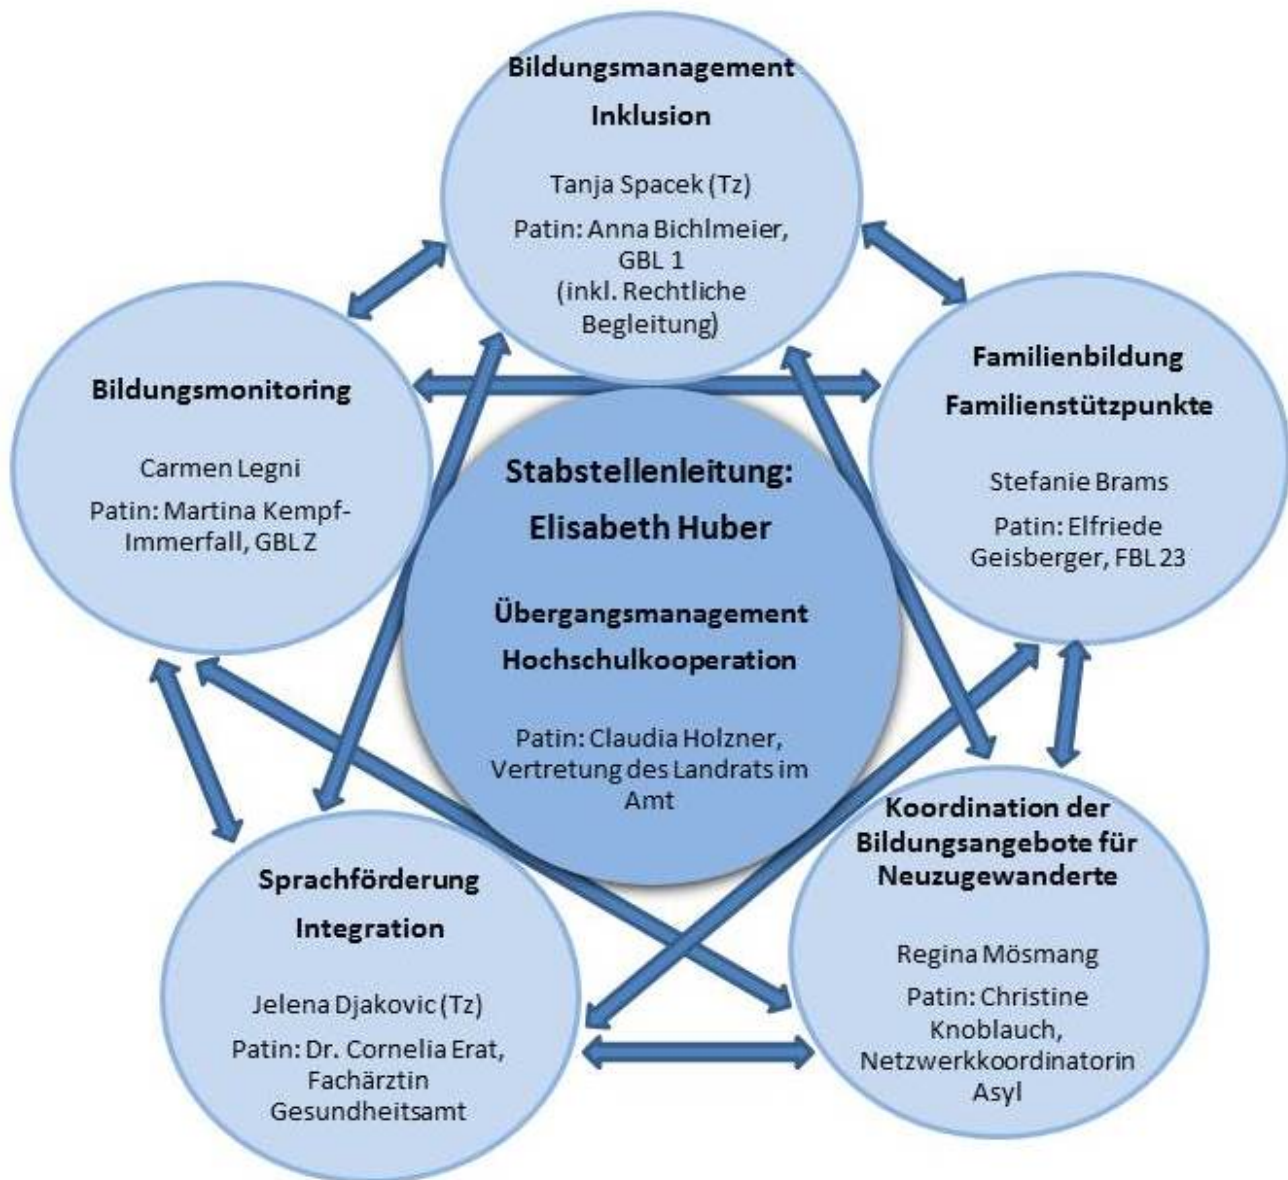 Bildungsmanagement
Inklusion
Tanja Spacek (Tz)
Patin: Anna Bichlmeier,
GBL 1
(inkl. Rechtliche
Begleitung)
Bildungsmonitoring
Carmen Legni
Patin: Martina Kempf-
Immerfall, GBL Z
Familienbildung
Familienstützpunkte
Stefanie Brams
Patin: Elfriede
Geisberger, FBL 23
Stabstellenleitung:
Elisabeth Huber
Übergangsmanagement
Hochschulkooperation
Patin: Claudia Holzner,
Vertretung des Landrats im
Amt
Sprachförderung
Integration
Jelena Djakovic (Tz)
Patin: Dr. Cornelia Erat,
Fachärztin
Gesundheitsamt
Koordination der
Bildungsangebote für
Neuzugewanderte
Regina Mösmang
Patin: Christine
Knoblauch,
Netzwerkkoordinatorin
Asyl